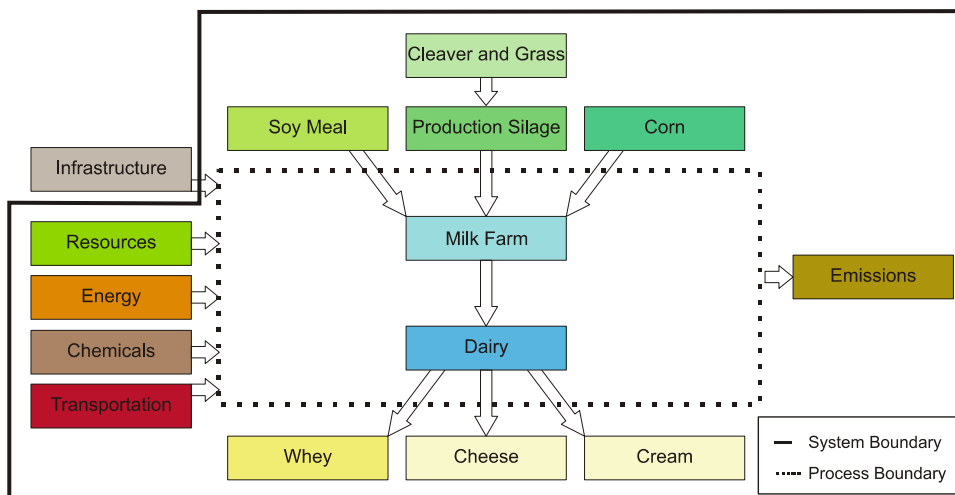 Cleaver and Grass
Soy Meal
Production Silage
Corn
Infrastructure
Resources
Milk Farm
Energy
Emissions
Chemicals
Dairy
Transportation
Whey
Cheese
Cream
System Boundary
Process Boundary